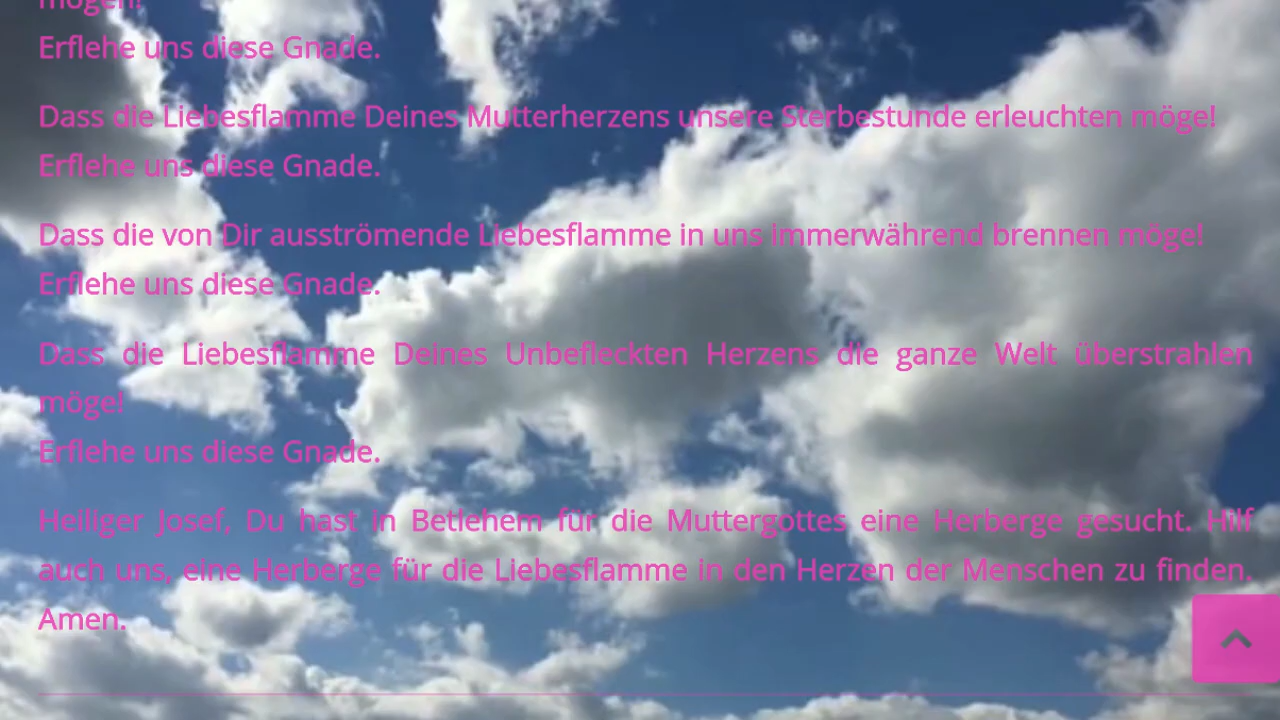 mögen!
Erflehe uns diese Gnade.
Dass die Liebesflamme Deines Mutterherzens unsere Sterbestunde erleuchten möge!
Erflehe uns diese Gnade.
Dass die von Dir ausströmende Liebesflamme in uns immerwährend brennen möge!
Erflehe uns diese Gnade.
Dass die Liebesflamme Deines Unbefleckten Herzens die ganze Welt überstrahlen
möge!
Erflehe uns diese Gnade.
Heiliger Josef, Du hast in Betlehem für die Muttergottes eine Herberge gesucht. Hilf
auch uns, eine Herberge für die Liebesflamme in den Herzen der Menschen zu finden.
Amen.